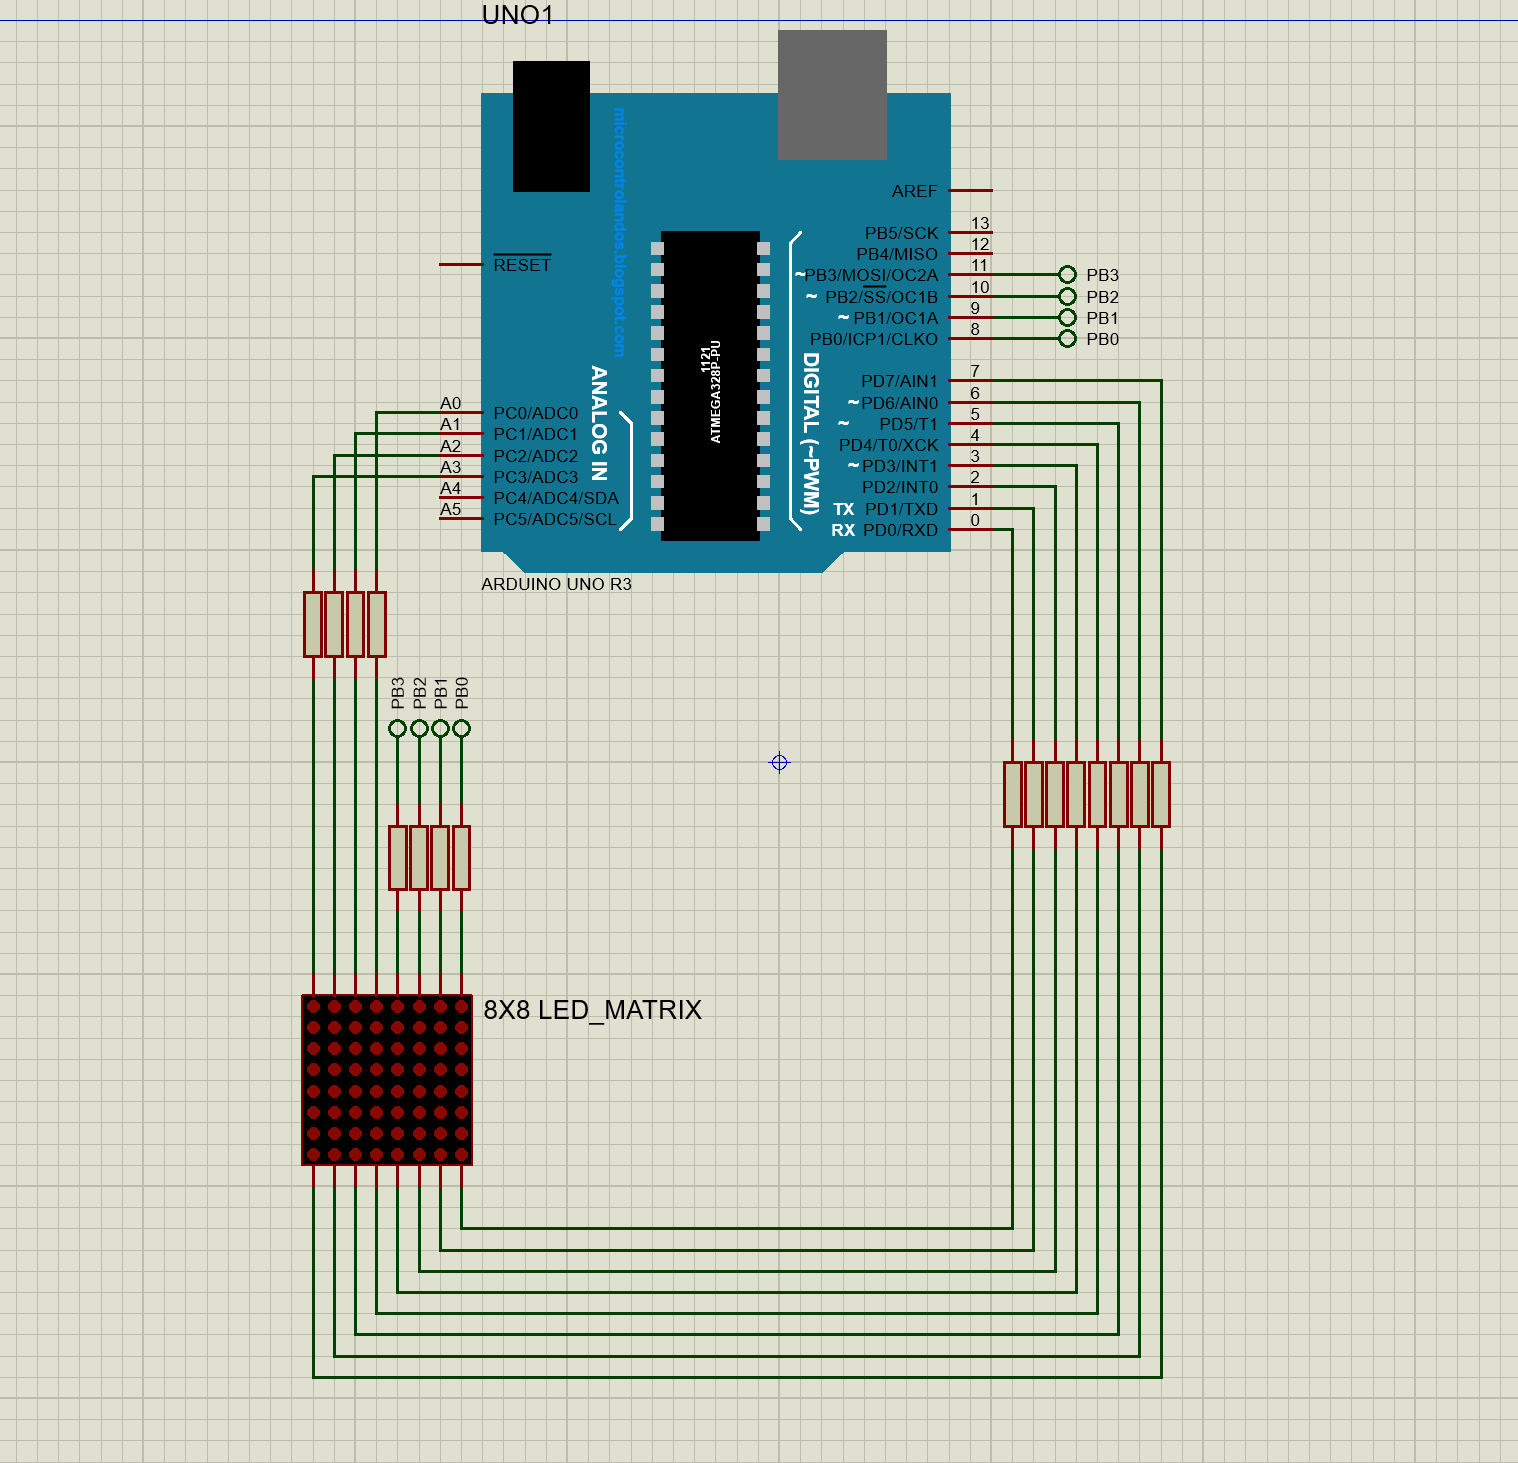 UNO1
microcontrolandos.blogspot.com
AREF
13
PB5/SCK
12
PB4/MISO
RESET
11
~PB3/MOSI/OC2A
PB3
10
~ PB2/SS/OC1B
PB2
9
~ PB1/OC1A
PB1
8
PB0/ICP1/CLKO
PB0
1121
ATMEGA328P-PU
DIGITAL (~PWM)
ANALOG IN
7
PD7/AIN1
6
~PD6/AIN0
5
~ PD5/T1
4
PD4/T0/XCK
3
~PD3/INT1
2
PD2/INT0
1
TX PD1/TXD
0
RX PD0/RXD
A0
PC0/ADC0
A1
PC1/ADC1
A2
PC2/ADC2
A3
PC3/ADC3
A4
PC4/ADC4/SDA
A5
PC5/ADC5/SCL
ARDUINO UNO R3
PB3
PB2
PB1
PB0
8X8 LED_MATRIX